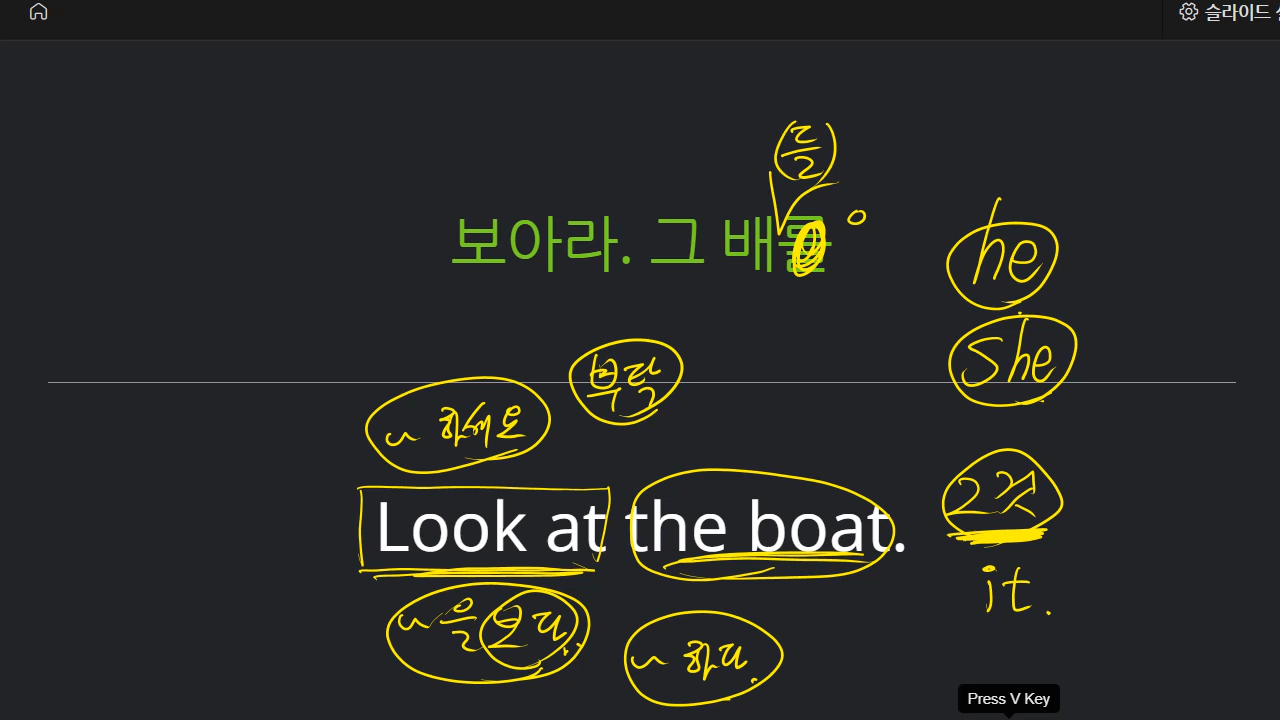 슬라이드
(를)
보아라. 그 배를
he
she
부탁
~ 하세요
Look at the boat.
그것
it.
~을 보다.
~ 하다.
Press V Key